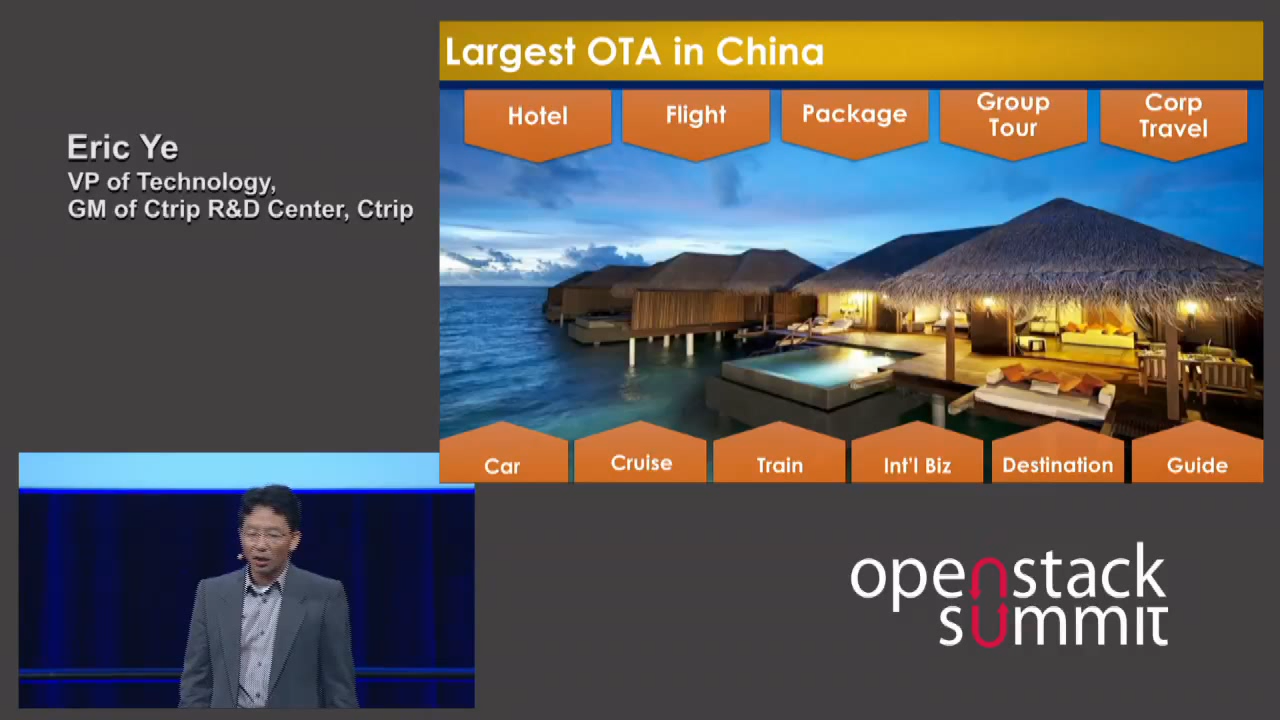 Eric Ye
VP of Technology,
GM of Ctrip R&D Center, Ctrip
Largest OTA in China
Hotel
Flight
Package
Group
Tour
Corp
Travel
Car
Cruise
Train
Int'l Biz
Destination
Guide
openstack
summit